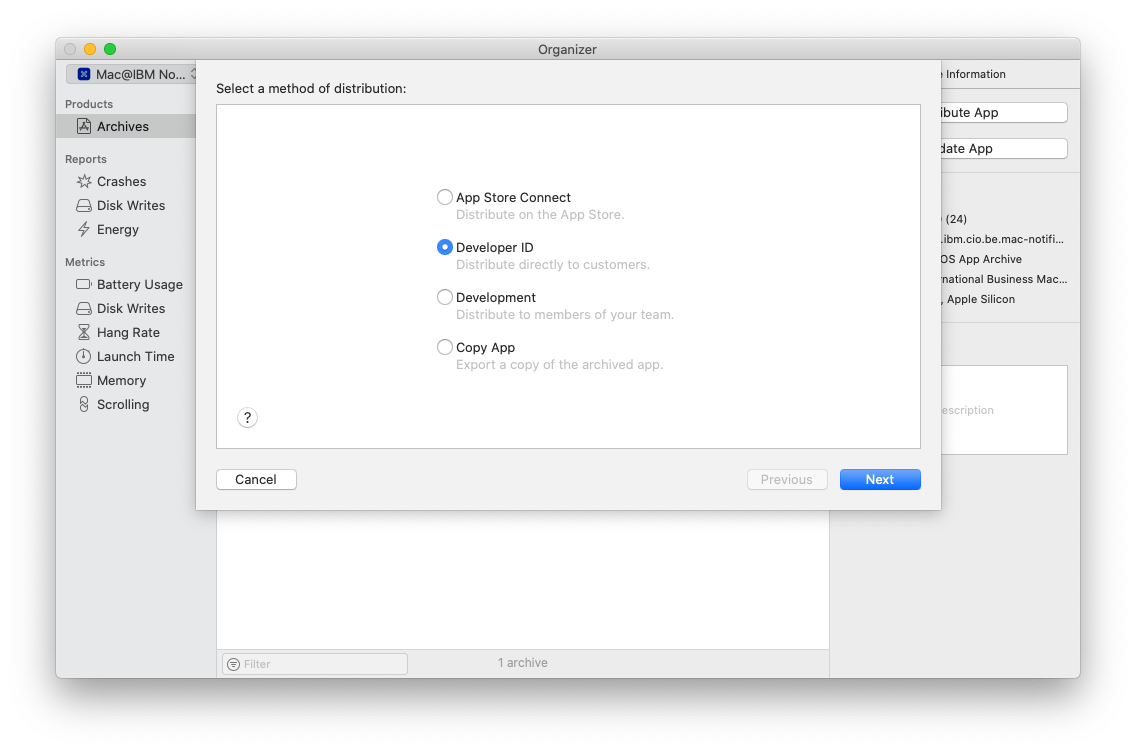 Organizer
Mac@IBM No...
Products
Archives
Reports
Crashes
Disk Writes
Energy
Metrics
Battery Usage
Disk Writes
Hang Rate
Launch Time
Memory
Scrolling
Select a method of distribution:
App Store Connect
Distribute on the App Store.
Developer ID
Distribute directly to customers.
Development
Distribute to members of your team.
Copy App
Export a copy of the archived app.
?
Cancel
Previous
Next
Filter
1 archive
Information
App
App
(24)
.ibm.cio.be.mac-notifi...
OS App Archive
Business Mac...
, Apple Silicon